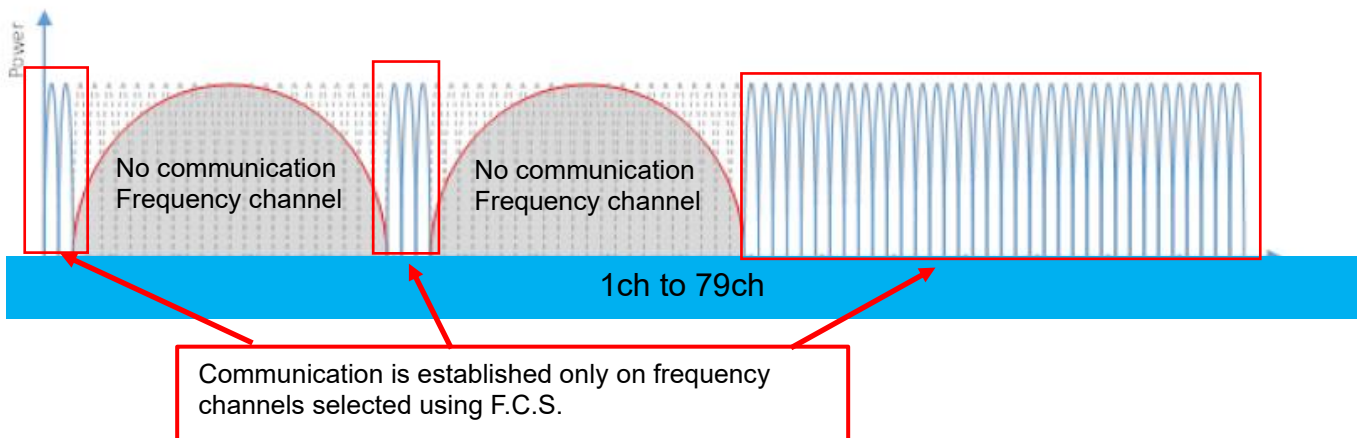 Power
No communication
Frequency channel
No communication
Frequency channel
1ch to 79ch
Communication is established only on frequency
channels selected using F.C.S.